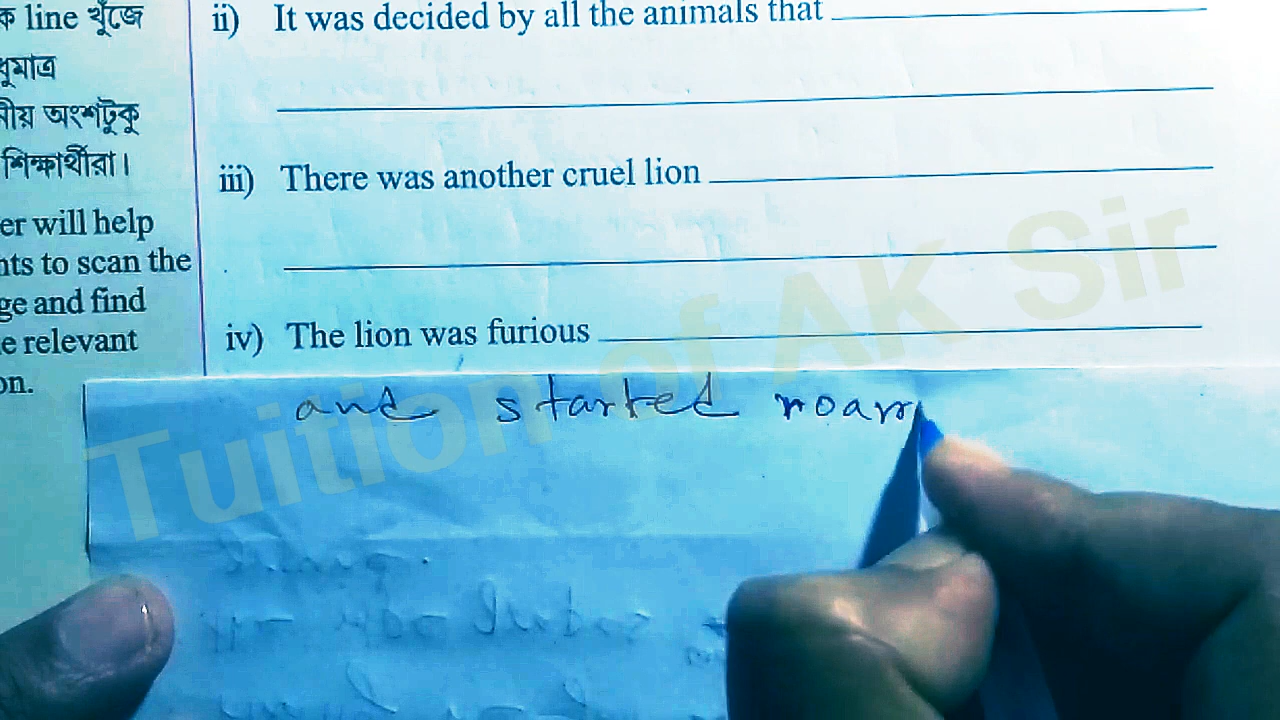 ক line খুঁজে
ii) It was decided by all the animals that
ধুমাত্র
নীয় অংশটুকু
শিক্ষার্থীরা।
iii) There was another cruel lion
er will help
nts to scan the
ge and find
e relevant
on.
iv) The lion was furious
and started roar
Tuition of AK Sir